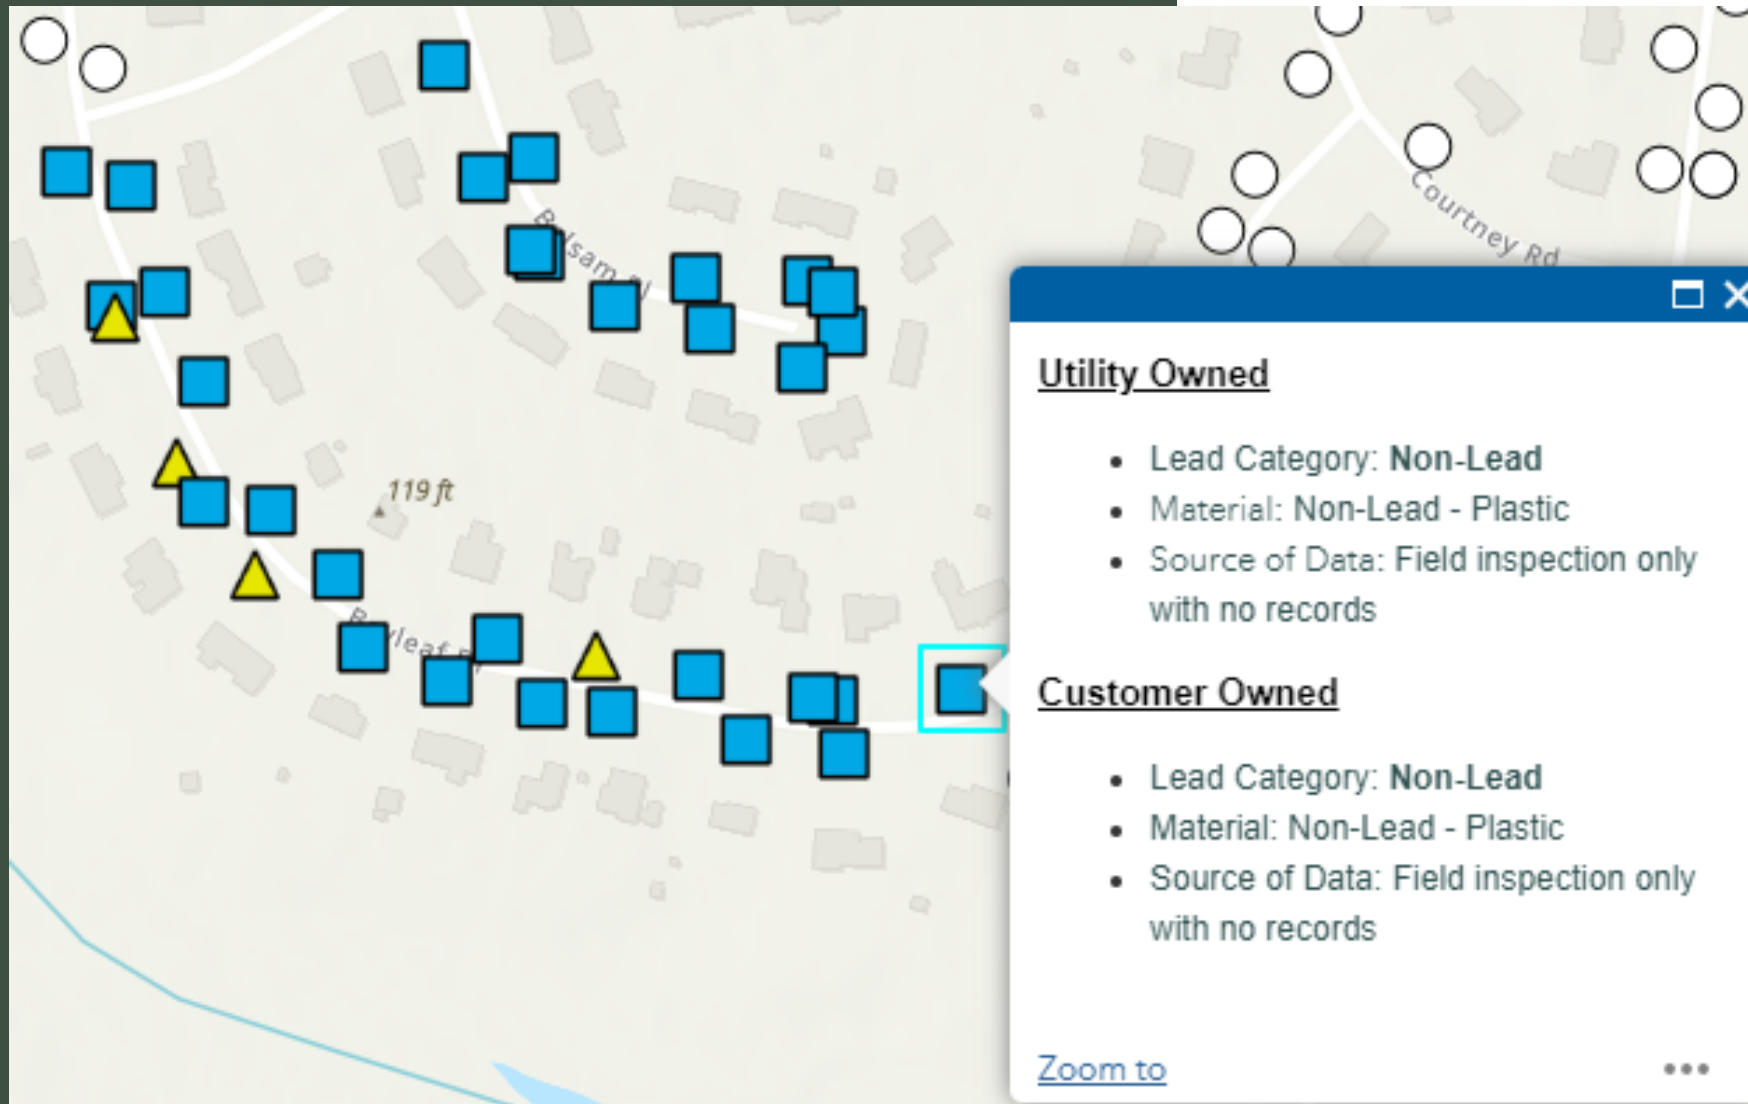 Courtney Rd
119 ft
Utility Owned
Lead Category: Non-Lead
Material: Non-Lead - Plastic
Source of Data: Field inspection only
with no records
Customer Owned
Lead Category: Non-Lead
Material: Non-Lead - Plastic
Source of Data: Field inspection only
with no records
Zoom to